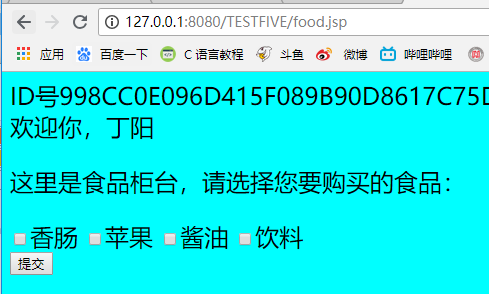 127.0.0.1:8080/TESTFIVE/food.jsp
应用 百度一下 C 语言教程 斗鱼 微博 哔哩哔哩
ID号998CC0E096D415F089B90D8617C75D
欢迎你，丁阳
这里是食品柜台，请选择您要购买的食品：
香肠 苹果 酱油 饮料
提交